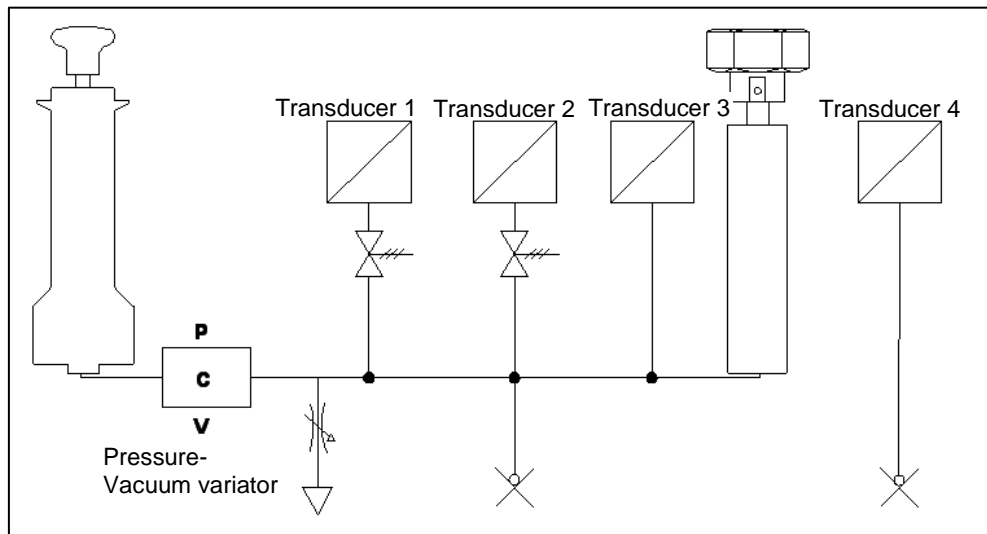 Transducer 1
Transducer 2
Transducer 3
Transducer 4
P
C
V
Pressure-
Vacuum variator